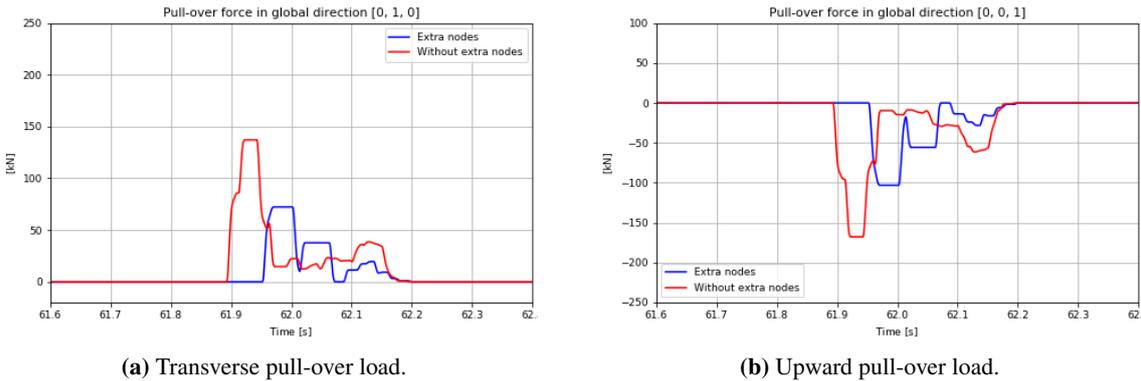 Pull-over force in global direction [0, 1, 0]
250
200
150
100
50
0
[kN]
Extra nodes
Without extra nodes
61.6 61.7 61.8 61.9 62.0 62.1 62.2 62.3 62.
Time [s]
(a) Transverse pull-over load.
Pull-over force in global direction [0, 0, 1]
100
50
0
−50
−100
−150
−200
−250
[kN]
Extra nodes
Without extra nodes
61.6 61.7 61.8 61.9 62.0 62.1 62.2 62.3 62.
Time [s]
(b) Upward pull-over load.